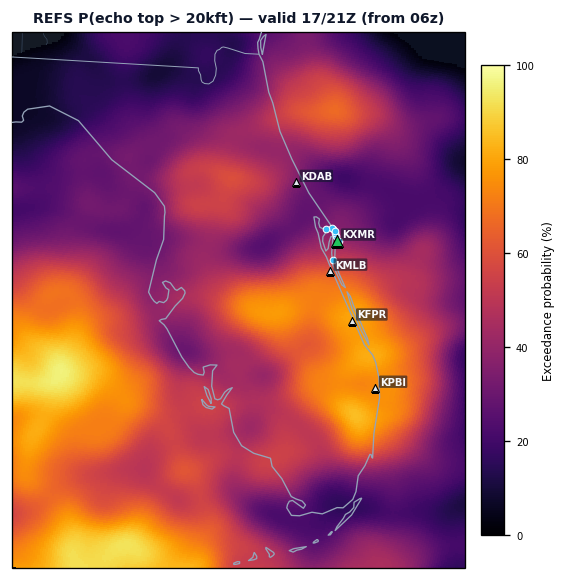 REFS P(echo top > 20kft) — valid 17/21Z (from 06z)
KDAB
KXMR
KMLB
KFPR
KPBI
100
80
60
40
20
0
Exceedance probability (%)